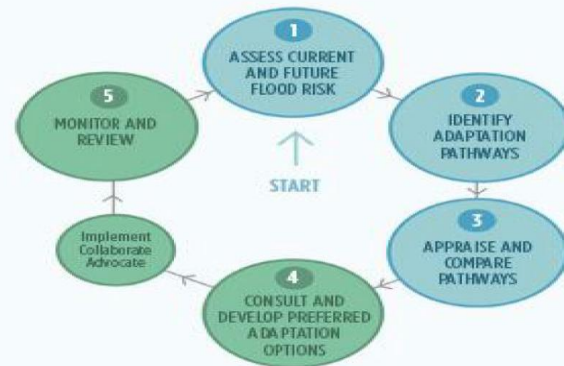 1
ASSESS CURRENT
AND FUTURE
FLOOD RISK
2
IDENTIFY
ADAPTATION
PATHWAYS
3
APPRAISE AND
COMPARE
PATHWAYS
4
CONSULT AND
DEVELOP PREFERRED
ADAPTATION
OPTIONS
Implement
Collaborate
Advocate
5
MONITOR AND
REVIEW
START